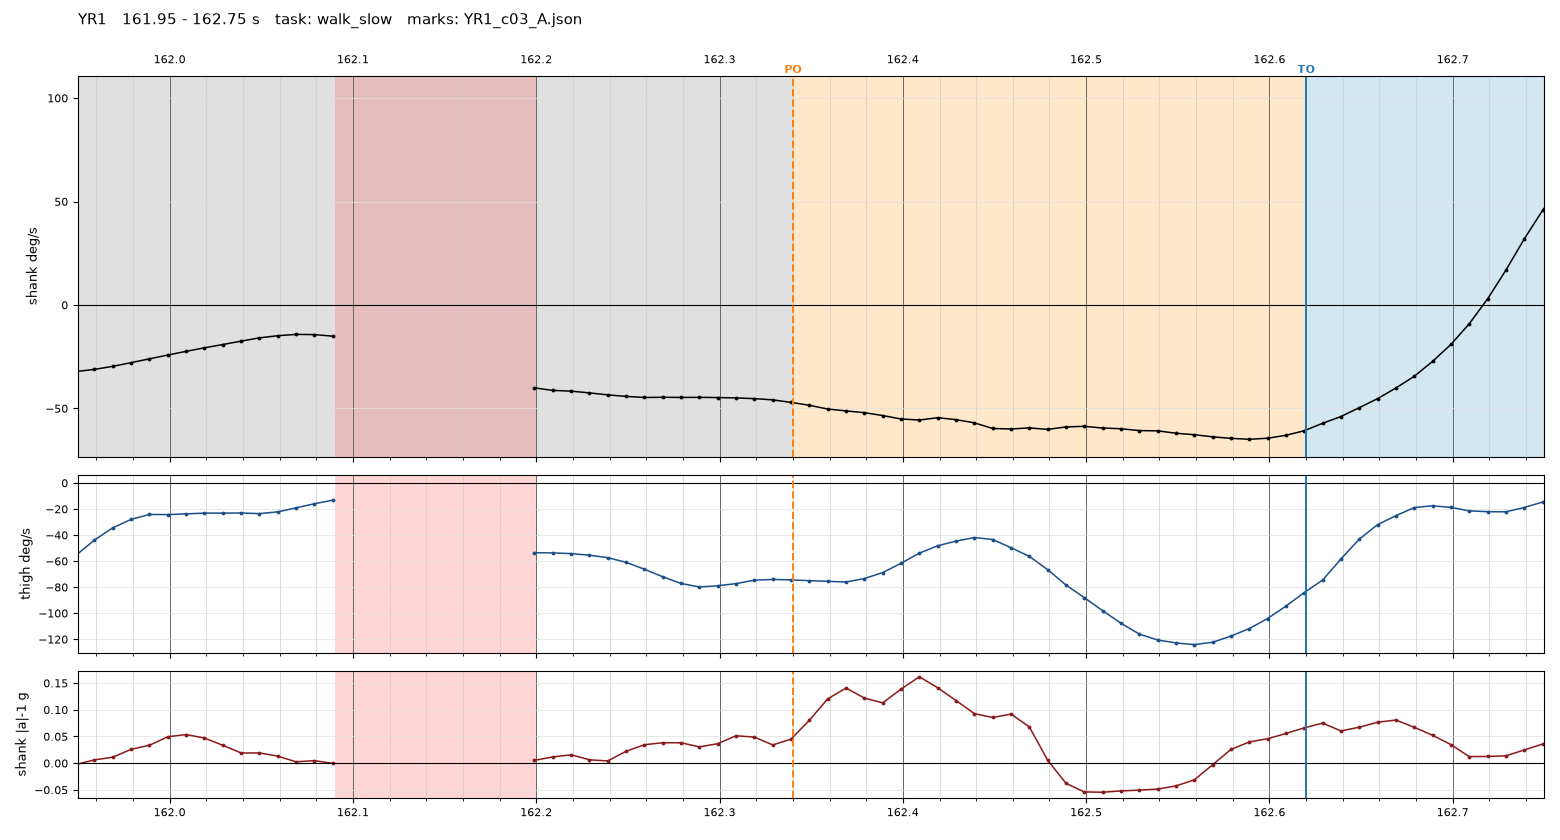 YR1   161.95 - 162.75 s   task: walk_slow   marks: YR1_c03_A.json
162.0 162.1 162.2 162.3 162.4 162.5 162.6 162.7
PO TO
100
50
0
−50
shank deg/s
0
−20
−40
−60
−80
−100
−120
thigh deg/s
0.15
0.10
0.05
0.00
−0.05
shank |a|-1 g
162.0 162.1 162.2 162.3 162.4 162.5 162.6 162.7